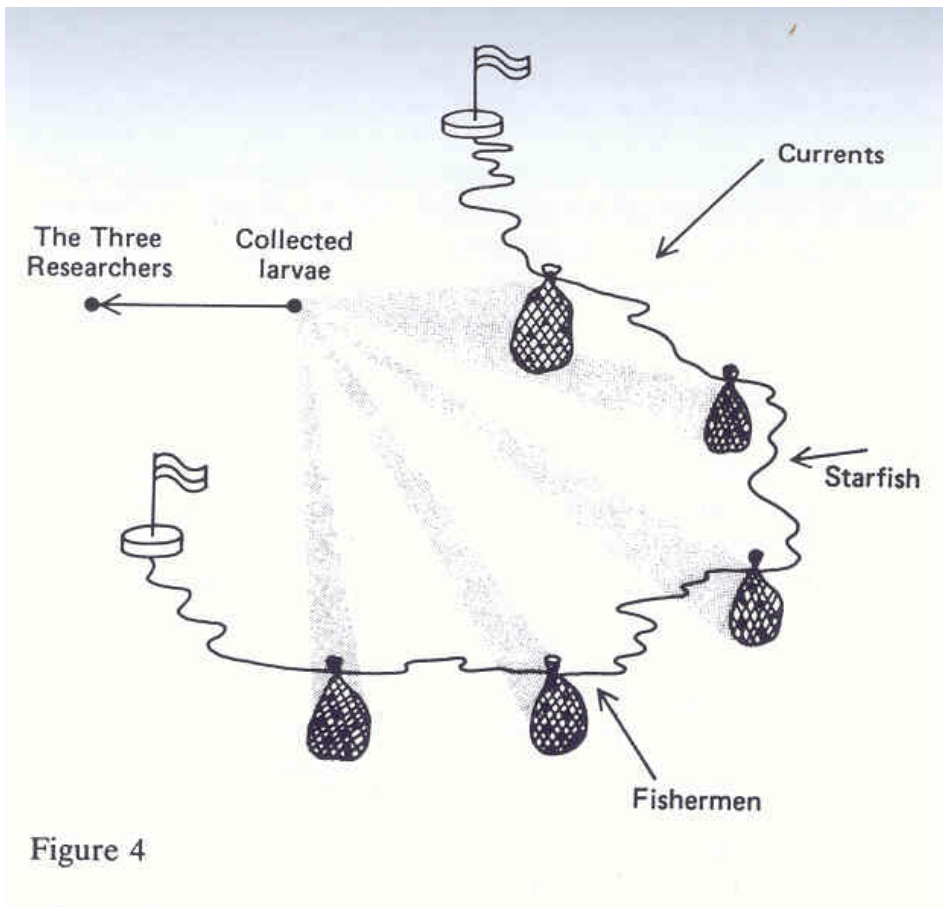 Currents
The Three
Researchers
Collected
larvae
Starfish
Fishermen
Figure 4